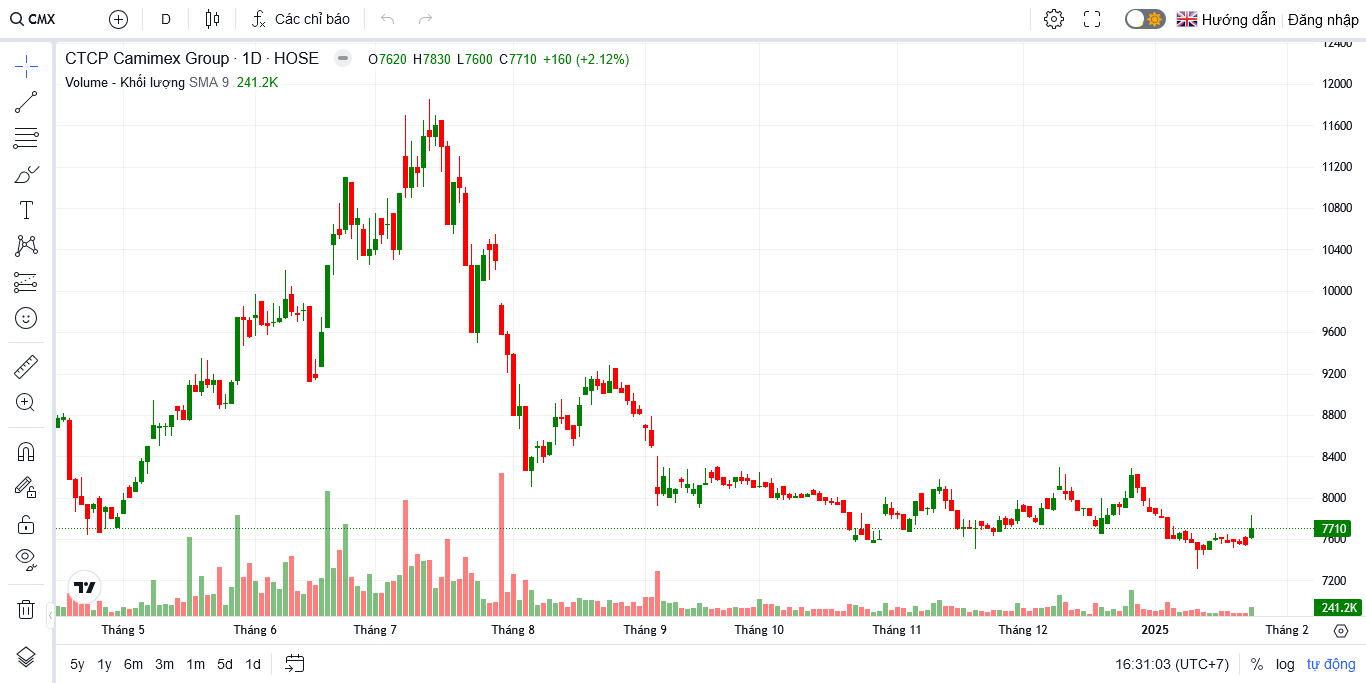 CMX D Các chỉ báo Hướng dẫn Đăng nhập
CTCP Camimex Group · 1D · HOSE O7620 H7830 L7600 C7710 +160 (+2.12%)
Volume - Khối lượng SMA 9 241.2K
12400
12000
11600
11200
10800
10400
10000
9600
9200
8800
8400
8000
7710
7600
7200
241.2K
Tháng 5 Tháng 6 Tháng 7 Tháng 8 Tháng 9 Tháng 10 Tháng 11 Tháng 12 2025 Tháng 2
5y 1y 6m 3m 1m 5d 1d 16:31:03 (UTC+7) % log tự động